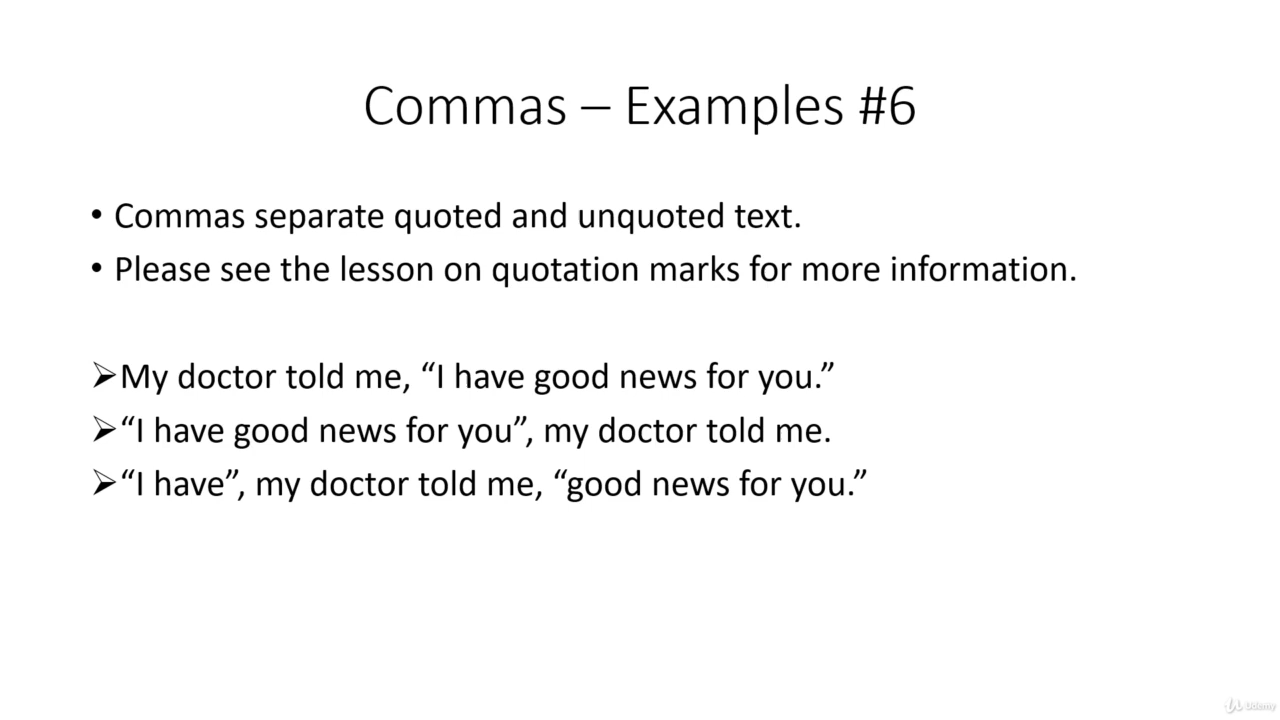 Commas – Examples #6
• Commas separate quoted and unquoted text.
• Please see the lesson on quotation marks for more information.
➢My doctor told me, “I have good news for you.”
➢“I have good news for you”, my doctor told me.
➢“I have”, my doctor told me, “good news for you.”
Udemy